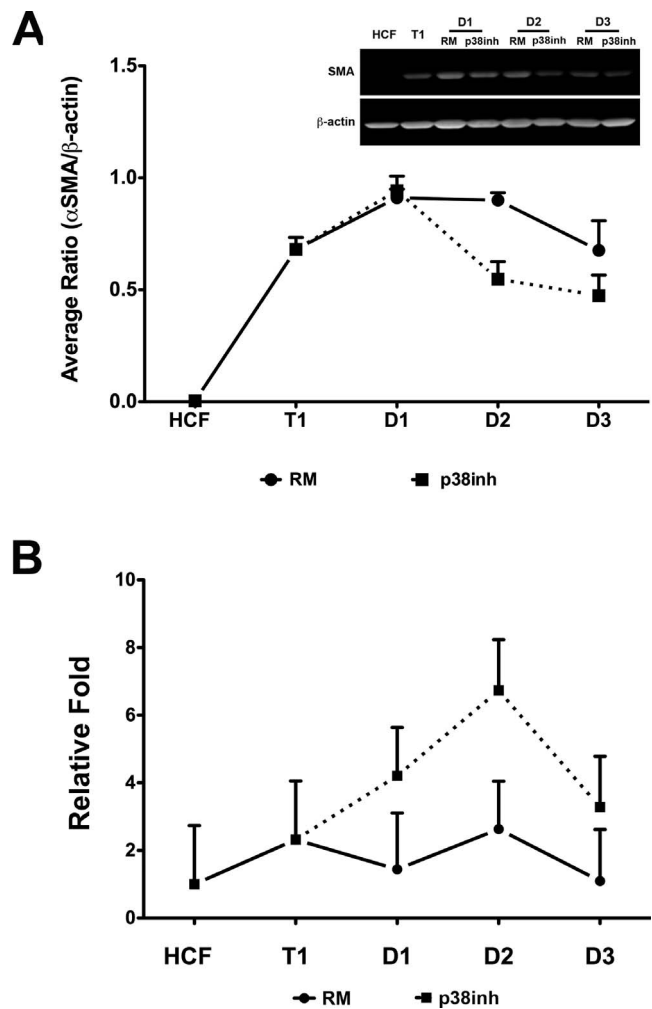 A
HCF T1 D1 D2 D3
RM p38inh RM p38inh RM p38inh
SMA
β-actin
Average Ratio (αSMA/β-actin)
1.5
1.0
0.5
0.0
HCF T1 D1 D2 D3
RM p38inh
B
Relative Fold
10
8
6
4
2
0
HCF T1 D1 D2 D3
RM p38inh